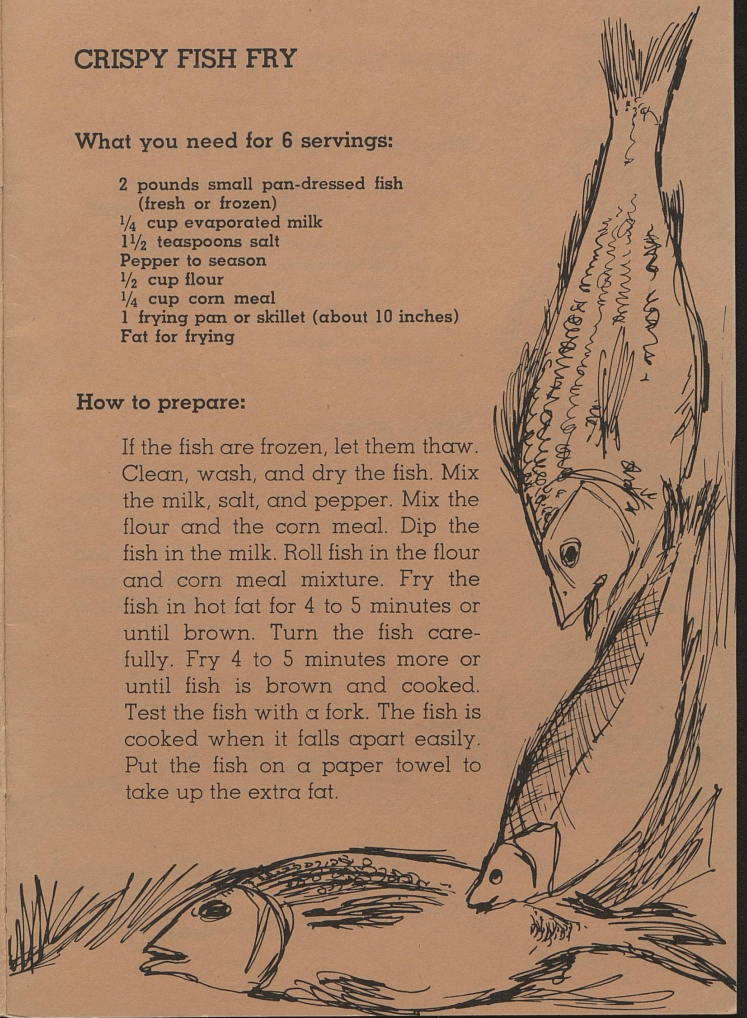 CRISPY FISH FRY
What you need for 6 servings:
2 pounds small pan-dressed fish
(fresh or frozen)
¼ cup evaporated milk
1½ teaspoons salt
Pepper to season
½ cup flour
¼ cup corn meal
1 frying pan or skillet (about 10 inches)
Fat for frying
How to prepare:
If the fish are frozen, let them thaw.
Clean, wash, and dry the fish. Mix
the milk, salt, and pepper. Mix the
flour and the corn meal. Dip the
fish in the milk. Roll fish in the flour
and corn meal mixture. Fry the
fish in hot fat for 4 to 5 minutes or
until brown. Turn the fish care-
fully. Fry 4 to 5 minutes more or
until fish is brown and cooked.
Test the fish with a fork. The fish is
cooked when it falls apart easily.
Put the fish on a paper towel to
take up the extra fat.